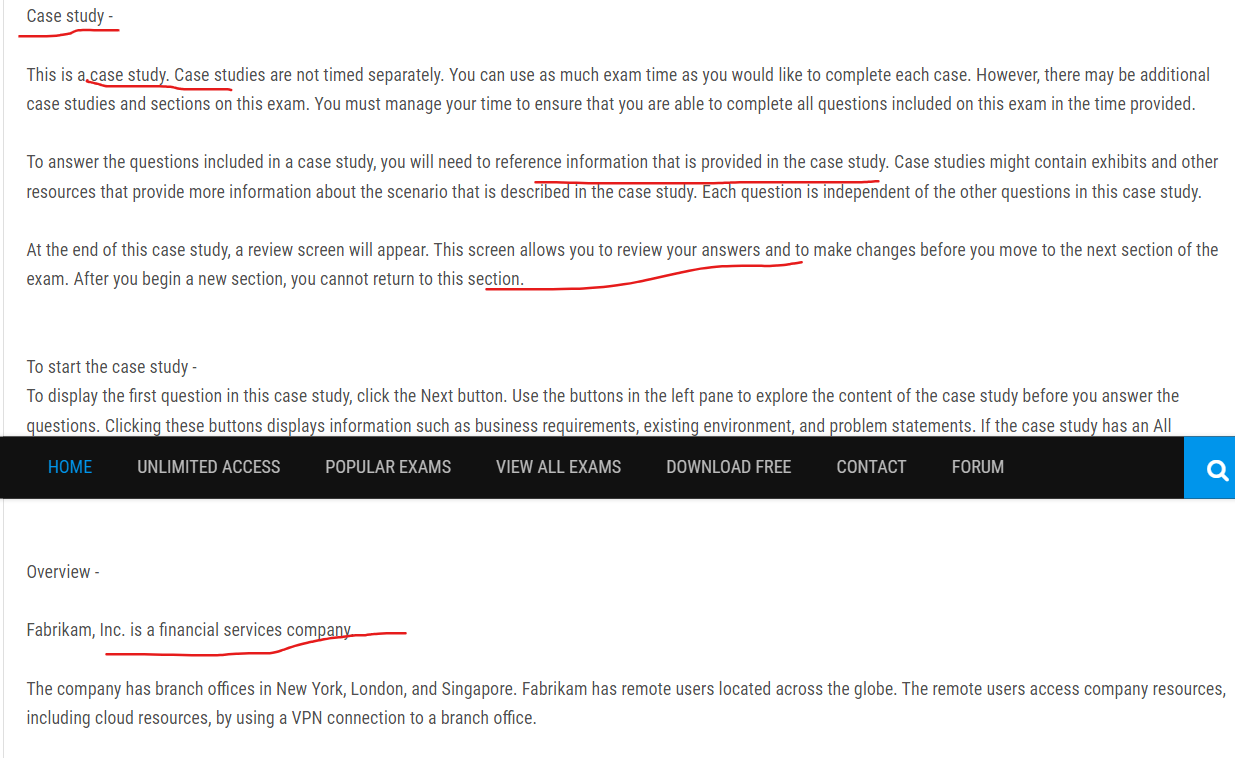 Case study -
This is a case study. Case studies are not timed separately. You can use as much exam time as you would like to complete each case. However, there may be additional
case studies and sections on this exam. You must manage your time to ensure that you are able to complete all questions included on this exam in the time provided.
To answer the questions included in a case study, you will need to reference information that is provided in the case study. Case studies might contain exhibits and other
resources that provide more information about the scenario that is described in the case study. Each question is independent of the other questions in this case study.
At the end of this case study, a review screen will appear. This screen allows you to review your answers and to make changes before you move to the next section of the
exam. After you begin a new section, you cannot return to this section.
To start the case study -
To display the first question in this case study, click the Next button. Use the buttons in the left pane to explore the content of the case study before you answer the
questions. Clicking these buttons displays information such as business requirements, existing environment, and problem statements. If the case study has an All
HOME UNLIMITED ACCESS POPULAR EXAMS VIEW ALL EXAMS DOWNLOAD FREE CONTACT FORUM
Overview -
Fabrikam, Inc. is a financial services company
The company has branch offices in New York, London, and Singapore. Fabrikam has remote users located across the globe. The remote users access company resources,
including cloud resources, by using a VPN connection to a branch office.